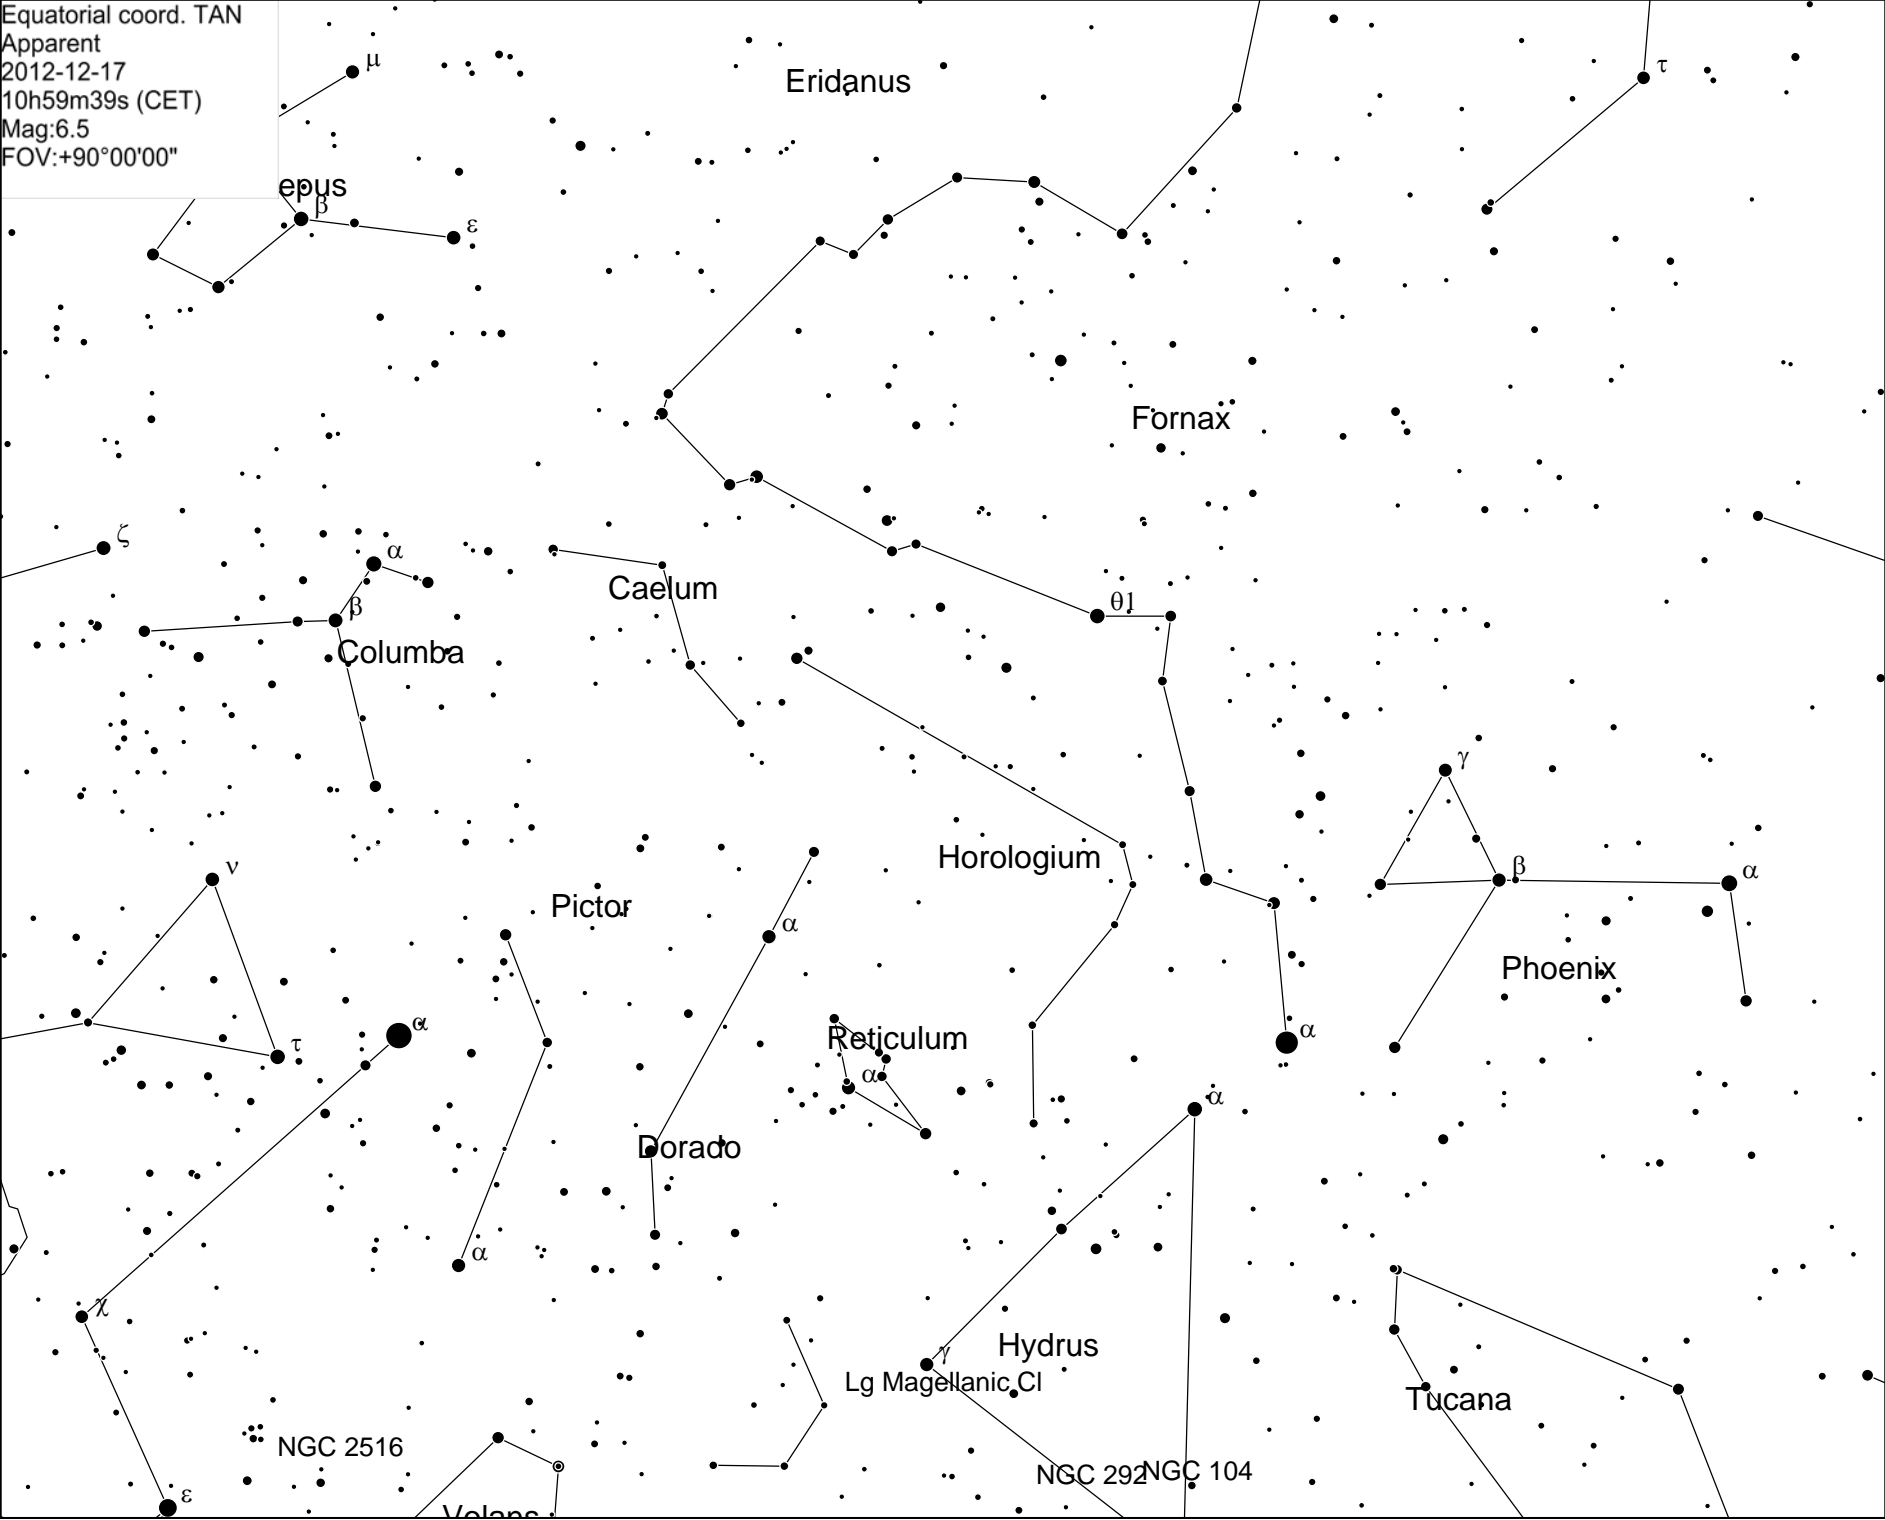 Equatorial coord. TAN
Apparent
2012-12-17
10h59m39s (CET)
Mag:6.5
FOV:+90°00'00"
μ
τ
Eridanus
epus
β
ε
Fornax
ζ
α
Caelum
β
θ1
Columba
γ
Horologium
ν
β
α
Pictor
α
Phoenix
α
Reticulum
α
τ
α
α
α
Dorado
α
χ
Hydrus
γ
Lg Magellanic Cl
Tucana
NGC 2516
NGC 292
NGC 104
ε
Volans